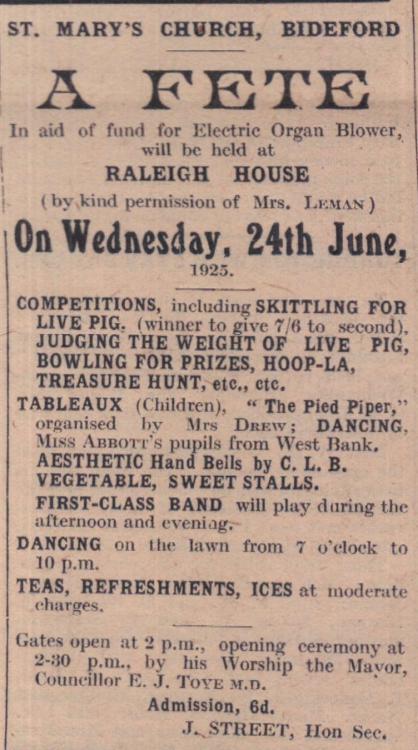 ST. MARY'S CHURCH, BIDEFORD
A FETE
In aid of fund for Electric Organ Blower,
will be held at
RALEIGH HOUSE
(by kind permission of Mrs. LEMAN)
On Wednesday, 24th June,
1925.
COMPETITIONS, including SKITTLING FOR
LIVE PIG. (winner to give 7/6 to second),
JUDGING THE WEIGHT OF LIVE PIG,
BOWLING FOR PRIZES, HOOP-LA,
TREASURE HUNT, etc., etc.
TABLEAUX (Children), "The Pied Piper,"
organised by Mrs DREW; DANCING,
MISS ABBOTT's pupils from West Bank.
AESTHETIC Hand Bells by C. L. B.
VEGETABLE, SWEET STALLS.
FIRST-CLASS BAND will play during the
afternoon and evening.
DANCING on the lawn from 7 o'clock to
10 p.m.
TEAS, REFRESHMENTS, ICES at moderate
charges.
Gates open at 2 p.m., opening ceremony at
2-30 p.m., by his Worship the Mayor,
Councillor E. J. TOYE M.D.
Admission, 6d.
J. STREET, Hon Sec.